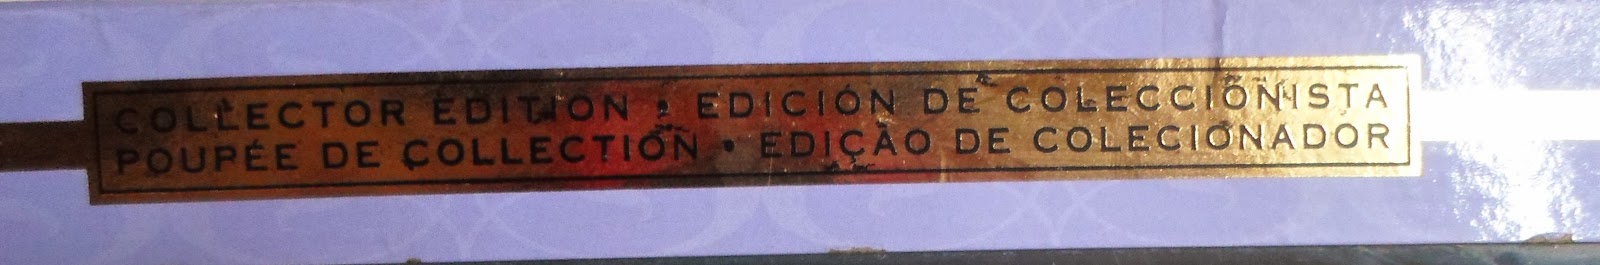 COLLECTOR EDITION • EDICIÓN DE COLECCIONISTA
POUPÉE DE COLLECTION • EDIÇÃO DE COLECIONADOR